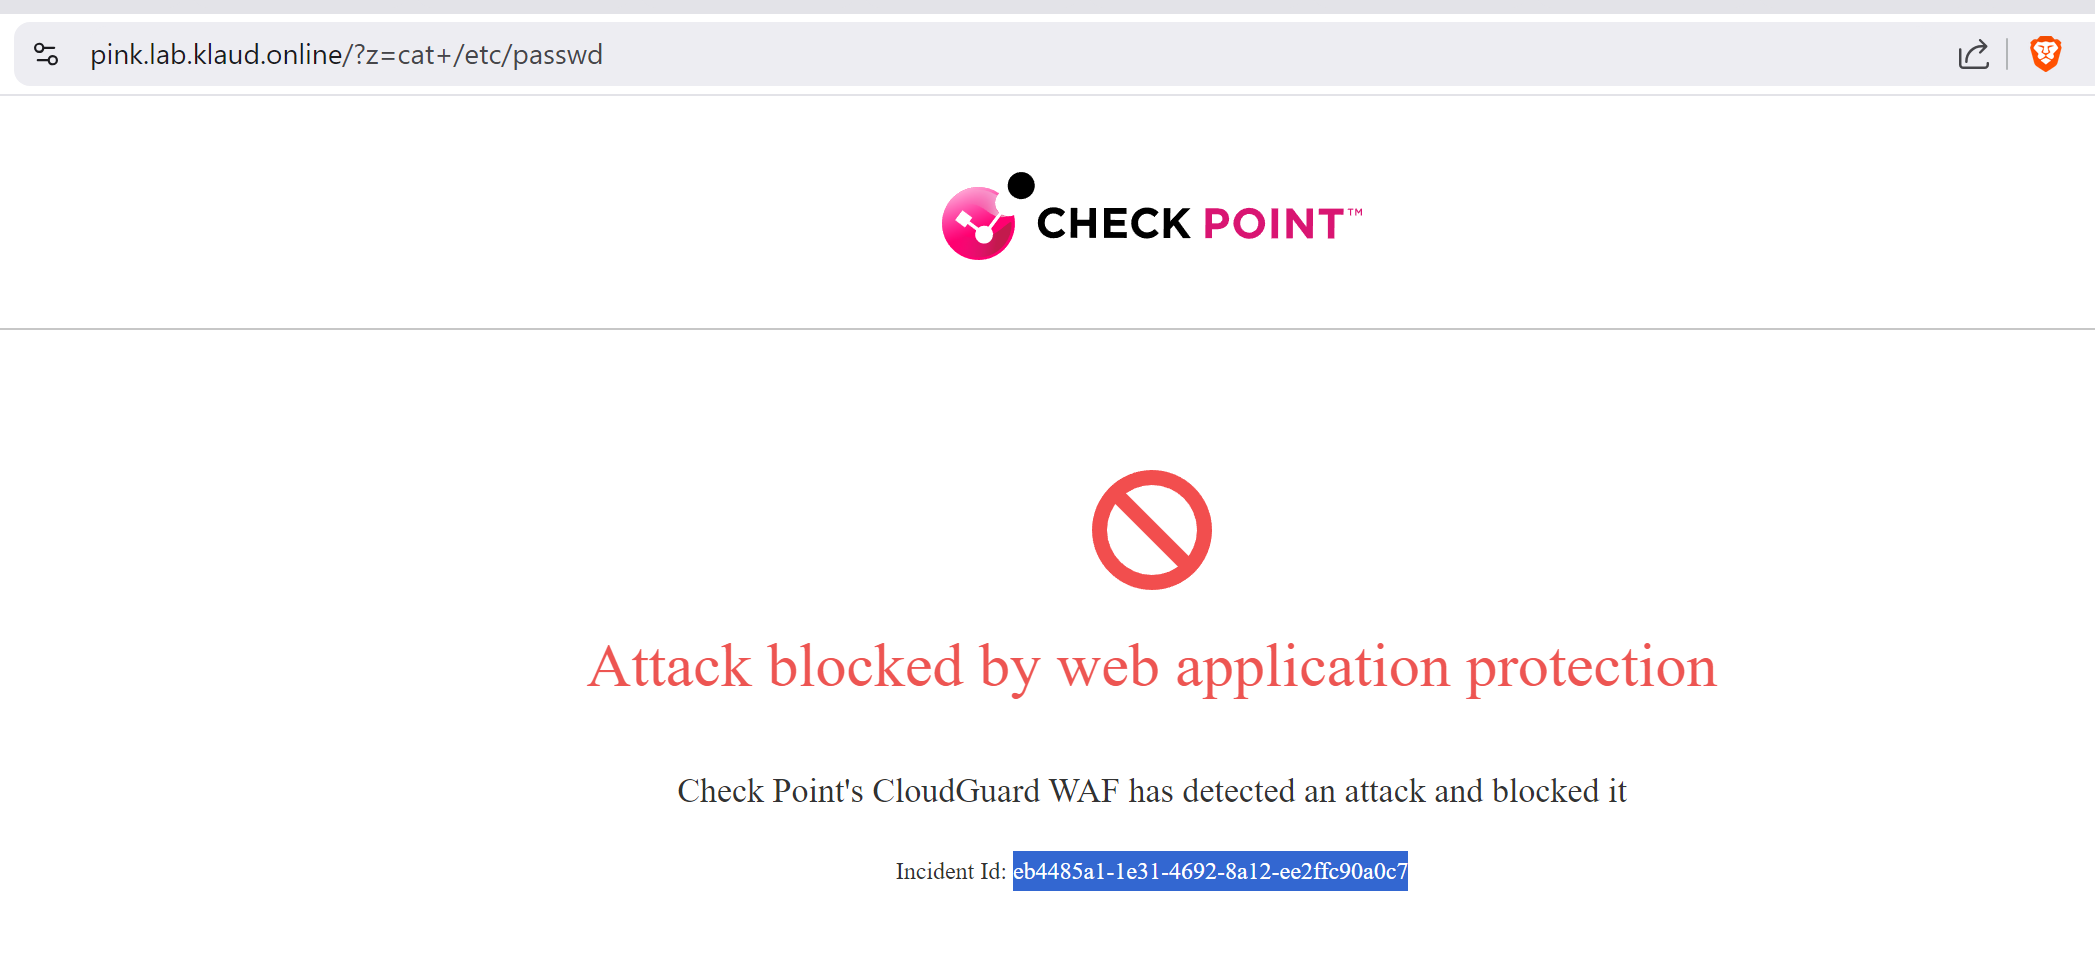 pink.lab.klaud.online/?z=cat+/etc/passwd
CHECK POINT™
Attack blocked by web application protection
Check Point's CloudGuard WAF has detected an attack and blocked it
Incident Id: eb4485a1-1e31-4692-8a12-ee2ffc90a0c7